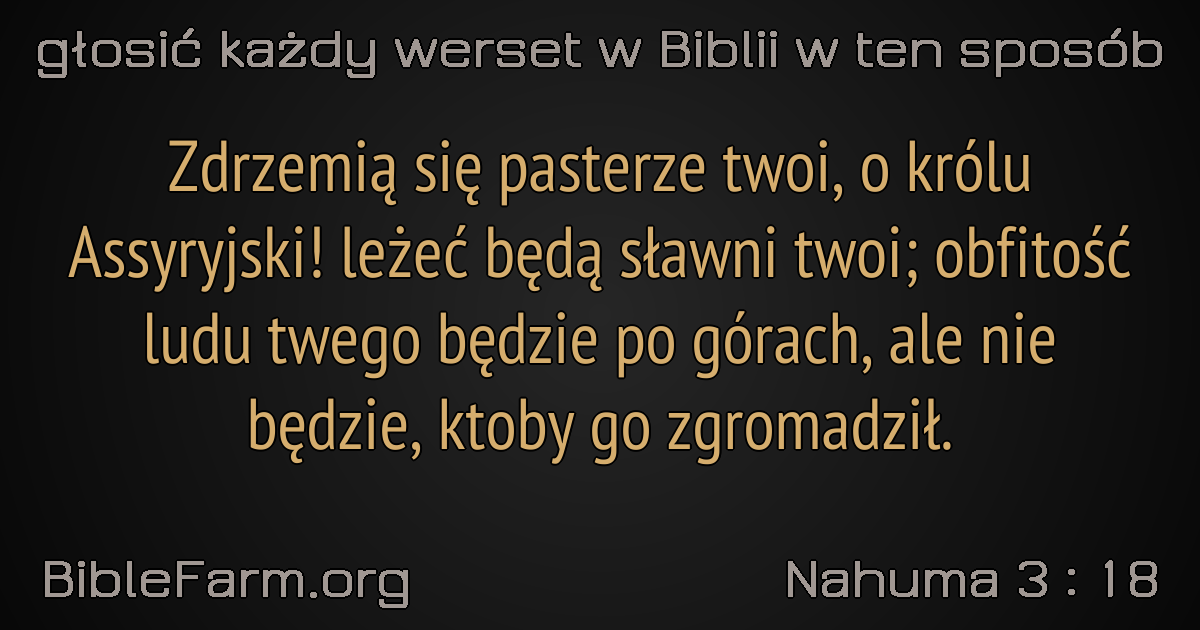 głosić każdy werset w Biblii w ten sposób
Zdrzemią się pasterze twoi, o królu
Assyryjski! leżeć będą sławni twoi; obfitość
ludu twego będzie po górach, ale nie
będzie, ktoby go zgromadził.
BibleFarm.org
Nahuma 3 : 18